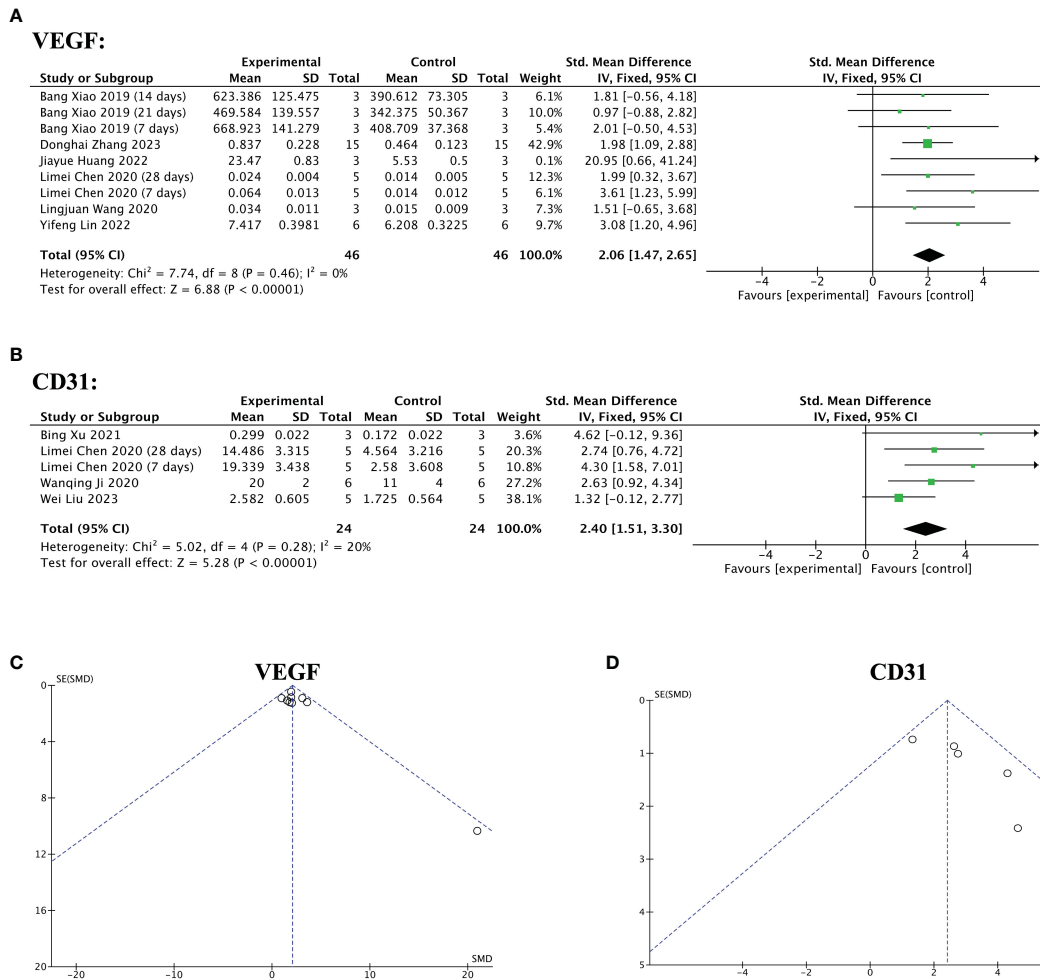 A
VEGF:
Experimental Control Std. Mean Difference Std. Mean Difference
Study or Subgroup Mean SD Total Mean SD Total Weight IV, Fixed, 95% CI IV, Fixed, 95% CI
Bang Xiao 2019 (14 days) 623.386 125.475 3 390.612 73.305 3 6.1% 1.81 [-0.56, 4.18]
Bang Xiao 2019 (21 days) 469.584 139.557 3 342.375 50.367 3 10.0% 0.97 [-0.88, 2.82]
Bang Xiao 2019 (7 days) 668.923 141.279 3 408.709 37.368 3 5.4% 2.01 [-0.50, 4.53]
Donghai Zhang 2023 0.837 0.228 15 0.464 0.123 15 42.9% 1.98 [1.09, 2.88]
Jiayue Huang 2022 23.47 0.83 3 5.53 0.5 3 0.1% 20.95 [0.66, 41.24]
Limei Chen 2020 (28 days) 0.024 0.004 5 0.014 0.005 5 12.3% 1.99 [0.32, 3.67]
Limei Chen 2020 (7 days) 0.064 0.013 5 0.014 0.012 5 6.1% 3.61 [1.23, 5.99]
Lingjuan Wang 2020 0.034 0.011 3 0.015 0.009 3 7.3% 1.51 [-0.65, 3.68]
Yifeng Lin 2022 7.417 0.3981 6 6.208 0.3225 6 9.7% 3.08 [1.20, 4.96]
Total (95% CI) 46 46 100.0% 2.06 [1.47, 2.65]
Heterogeneity: Chi² = 7.74, df = 8 (P = 0.46); I² = 0%
Test for overall effect: Z = 6.88 (P < 0.00001)
-4 -2 0 2 4
Favours [experimental] Favours [control]
B
CD31:
Experimental Control Std. Mean Difference Std. Mean Difference
Study or Subgroup Mean SD Total Mean SD Total Weight IV, Fixed, 95% CI IV, Fixed, 95% CI
Bing Xu 2021 0.299 0.022 3 0.172 0.022 3 3.6% 4.62 [-0.12, 9.36]
Limei Chen 2020 (28 days) 14.486 3.315 5 4.564 3.216 5 20.3% 2.74 [0.76, 4.72]
Limei Chen 2020 (7 days) 19.339 3.438 5 2.58 3.608 5 10.8% 4.30 [1.58, 7.01]
Wanqing Ji 2020 20 2 6 11 4 6 27.2% 2.63 [0.92, 4.34]
Wei Liu 2023 2.582 0.605 5 1.725 0.564 5 38.1% 1.32 [-0.12, 2.77]
Total (95% CI) 24 24 100.0% 2.40 [1.51, 3.30]
Heterogeneity: Chi² = 5.02, df = 4 (P = 0.28); I² = 20%
Test for overall effect: Z = 5.28 (P < 0.00001)
-4 -2 0 2 4
Favours [experimental] Favours [control]
C
VEGF
SE(SMD)
0
4
8
12
16
20
SMD
-20 -10 0 10 20
D
CD31
SE(SMD)
0
1
2
3
4
5
-4 -2 0 2 4